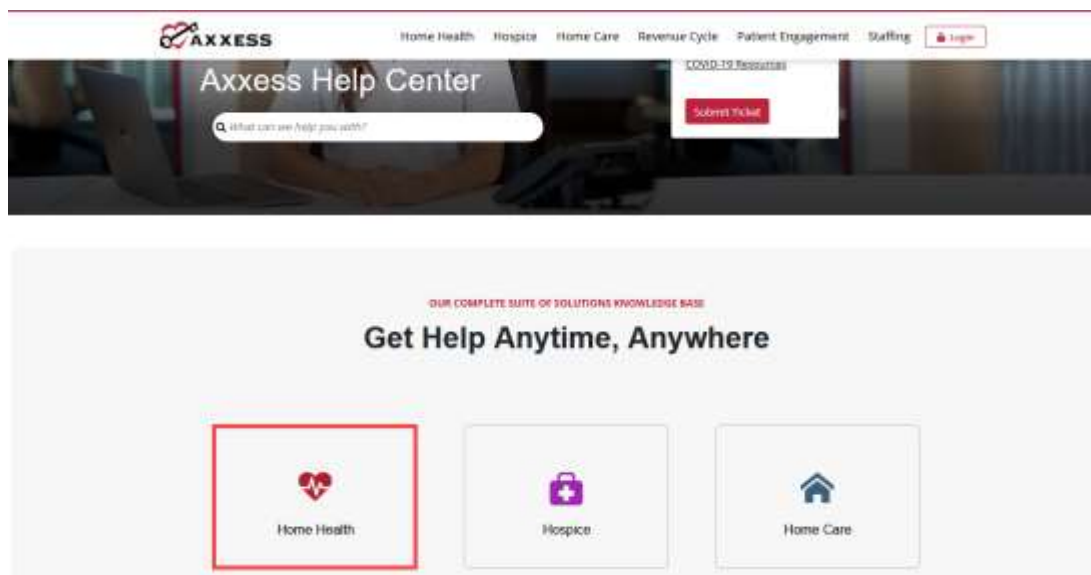 AXXESS
Home Health Hospice Home Care Revenue Cycle Patient Engagement Staffing Login
Axxess Help Center
COVID-19 Resources
What can we help you with?
Submit Ticket
OUR COMPLETE SUITE OF SOLUTIONS KNOWLEDGE BASE
Get Help Anytime, Anywhere
Home Health
Hospice
Home Care